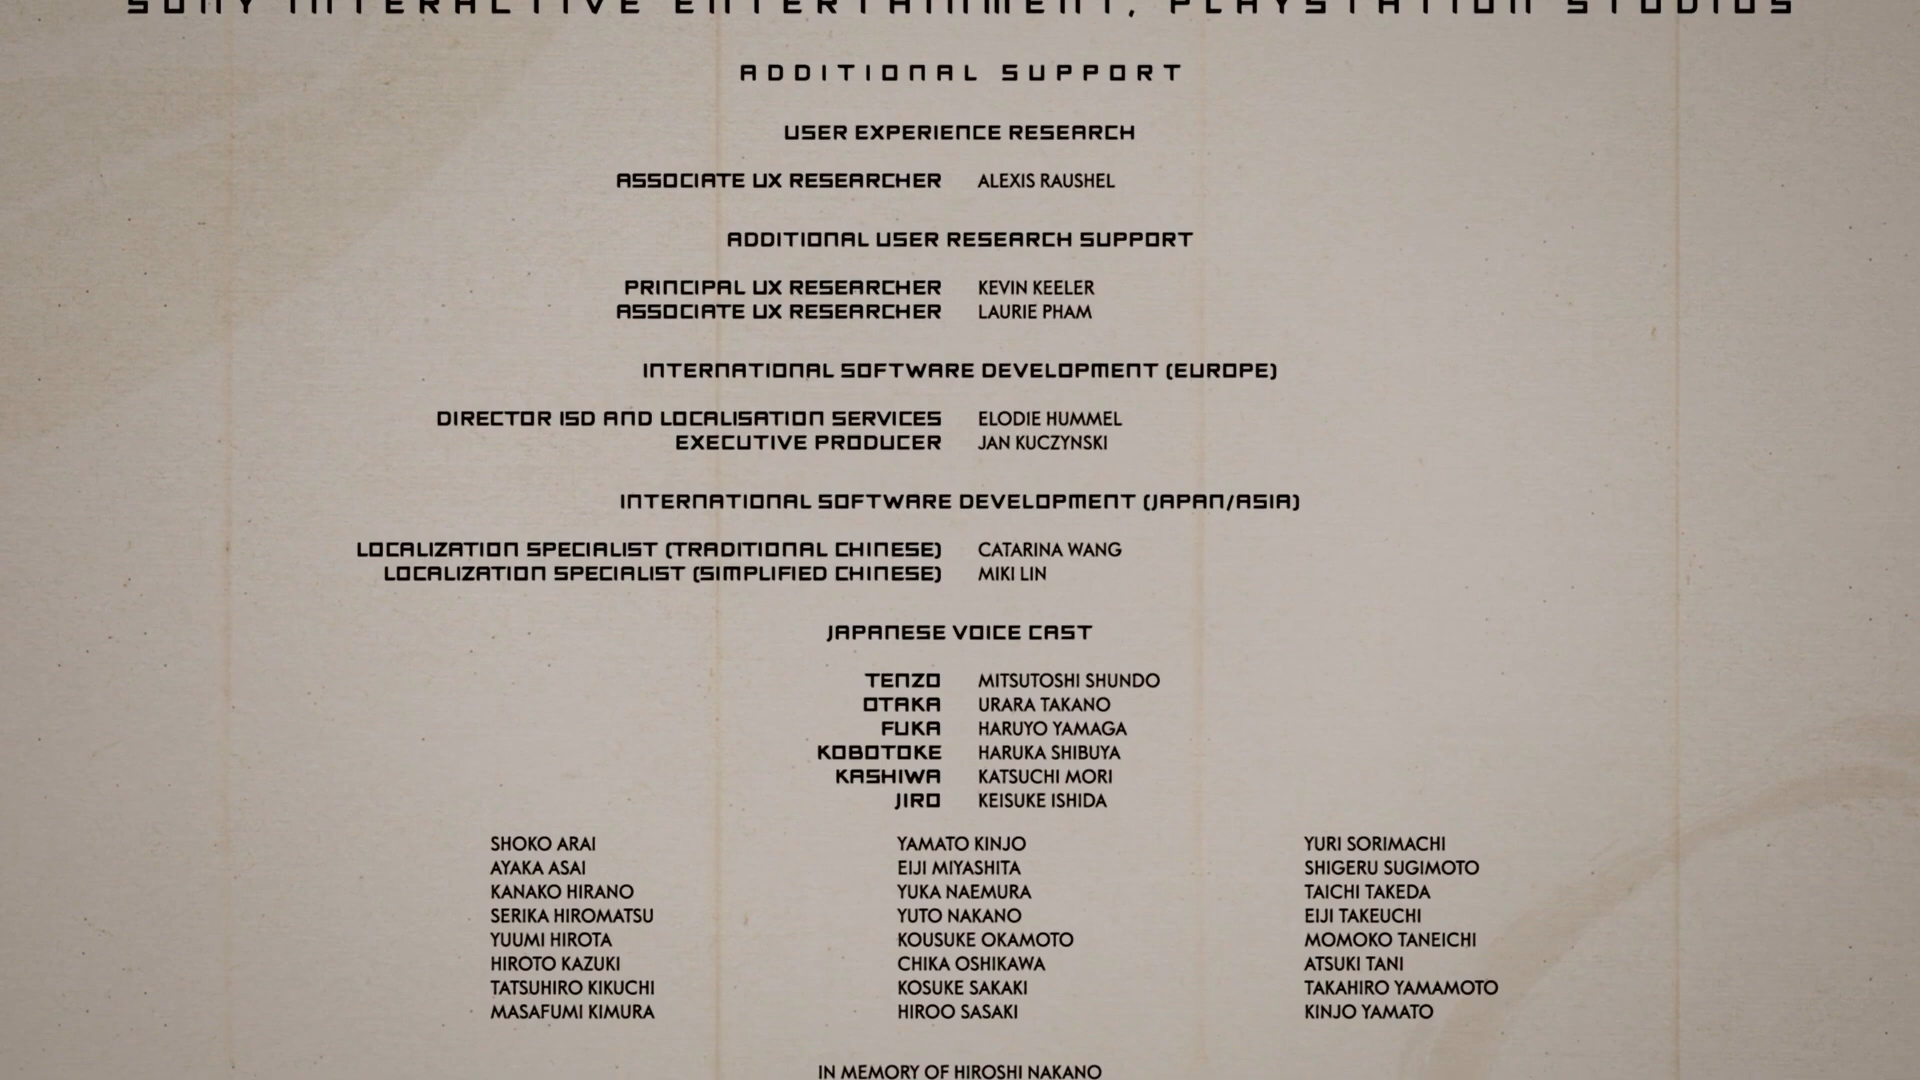 SONY INTERACTIVE ENTERTAINMENT, PLAYSTATION STUDIOS
ADDITIONAL SUPPORT
USER EXPERIENCE RESEARCH
ASSOCIATE UX RESEARCHER ALEXIS RAUSHEL
ADDITIONAL USER RESEARCH SUPPORT
PRINCIPAL UX RESEARCHER KEVIN KEELER
ASSOCIATE UX RESEARCHER LAURIE PHAM
INTERNATIONAL SOFTWARE DEVELOPMENT (EUROPE)
DIRECTOR ISD AND LOCALISATION SERVICES ELODIE HUMMEL
EXECUTIVE PRODUCER JAN KUCZYNSKI
INTERNATIONAL SOFTWARE DEVELOPMENT (JAPAN/ASIA)
LOCALIZATION SPECIALIST (TRADITIONAL CHINESE) CATARINA WANG
LOCALIZATION SPECIALIST (SIMPLIFIED CHINESE) MIKI LIN
JAPANESE VOICE CAST
TENZO MITSUTOSHI SHUNDO
OTAKA URARA TAKANO
FUKA HARUYO YAMAGA
KOBOTOKE HARUKA SHIBUYA
KASHIWA KATSUCHI MORI
JIRO KEISUKE ISHIDA
SHOKO ARAI YAMATO KINJO YURI SORIMACHI
AYAKA ASAI EIJI MIYASHITA SHIGERU SUGIMOTO
KANAKO HIRANO YUKA NAEMURA TAICHI TAKEDA
SERIKA HIROMATSU YUTO NAKANO EIJI TAKEUCHI
YUUMI HIROTA KOUSUKE OKAMOTO MOMOKO TANEICHI
HIROTO KAZUKI CHIKA OSHIKAWA ATSUKI TANI
TATSUHIRO KIKUCHI KOSUKE SAKAKI TAKAHIRO YAMAMOTO
MASAFUMI KIMURA HIROO SASAKI KINJO YAMATO
IN MEMORY OF HIROSHI NAKANO